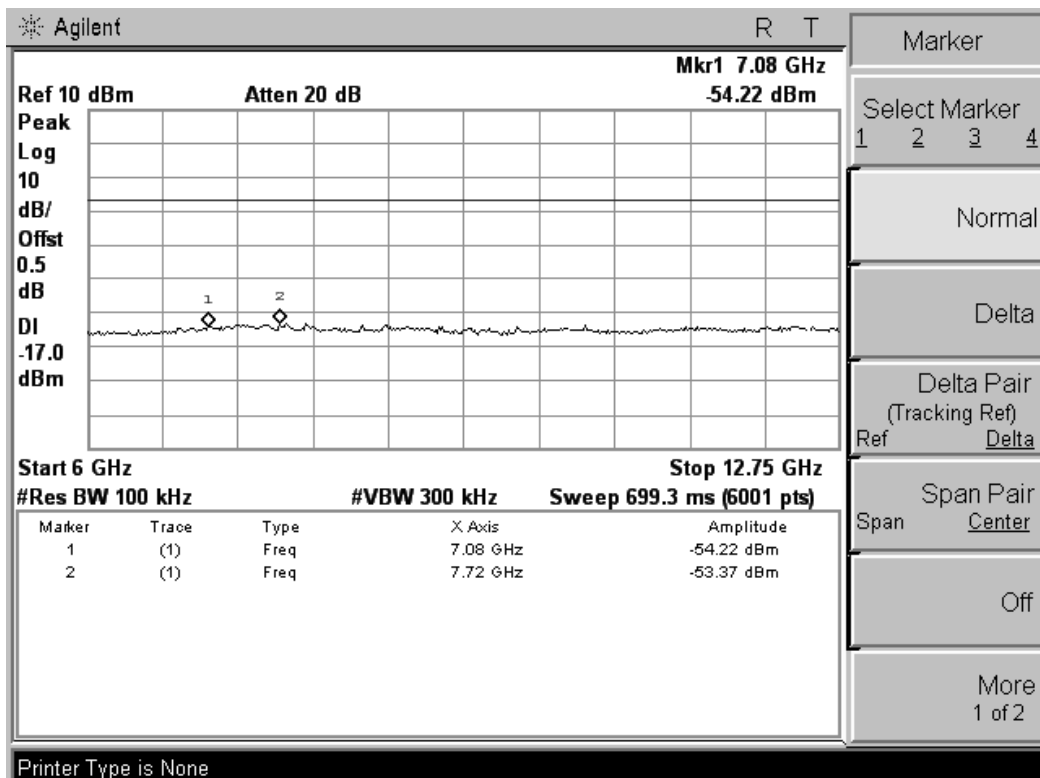 Agilent R T
Mkr1 7.08 GHz
Ref 10 dBm Atten 20 dB -54.22 dBm
Peak
Log
10
dB/
Offst
0.5
dB
DI
-17.0
dBm
1 2
Start 6 GHz Stop 12.75 GHz
#Res BW 100 kHz #VBW 300 kHz Sweep 699.3 ms (6001 pts)
Marker Trace Type X Axis Amplitude
1 (1) Freq 7.08 GHz -54.22 dBm
2 (1) Freq 7.72 GHz -53.37 dBm
Marker
Select Marker
1 2 3 4
Normal
Delta
Delta Pair
(Tracking Ref)
Ref Delta
Span Pair
Span Center
Off
More
1 of 2
Printer Type is None